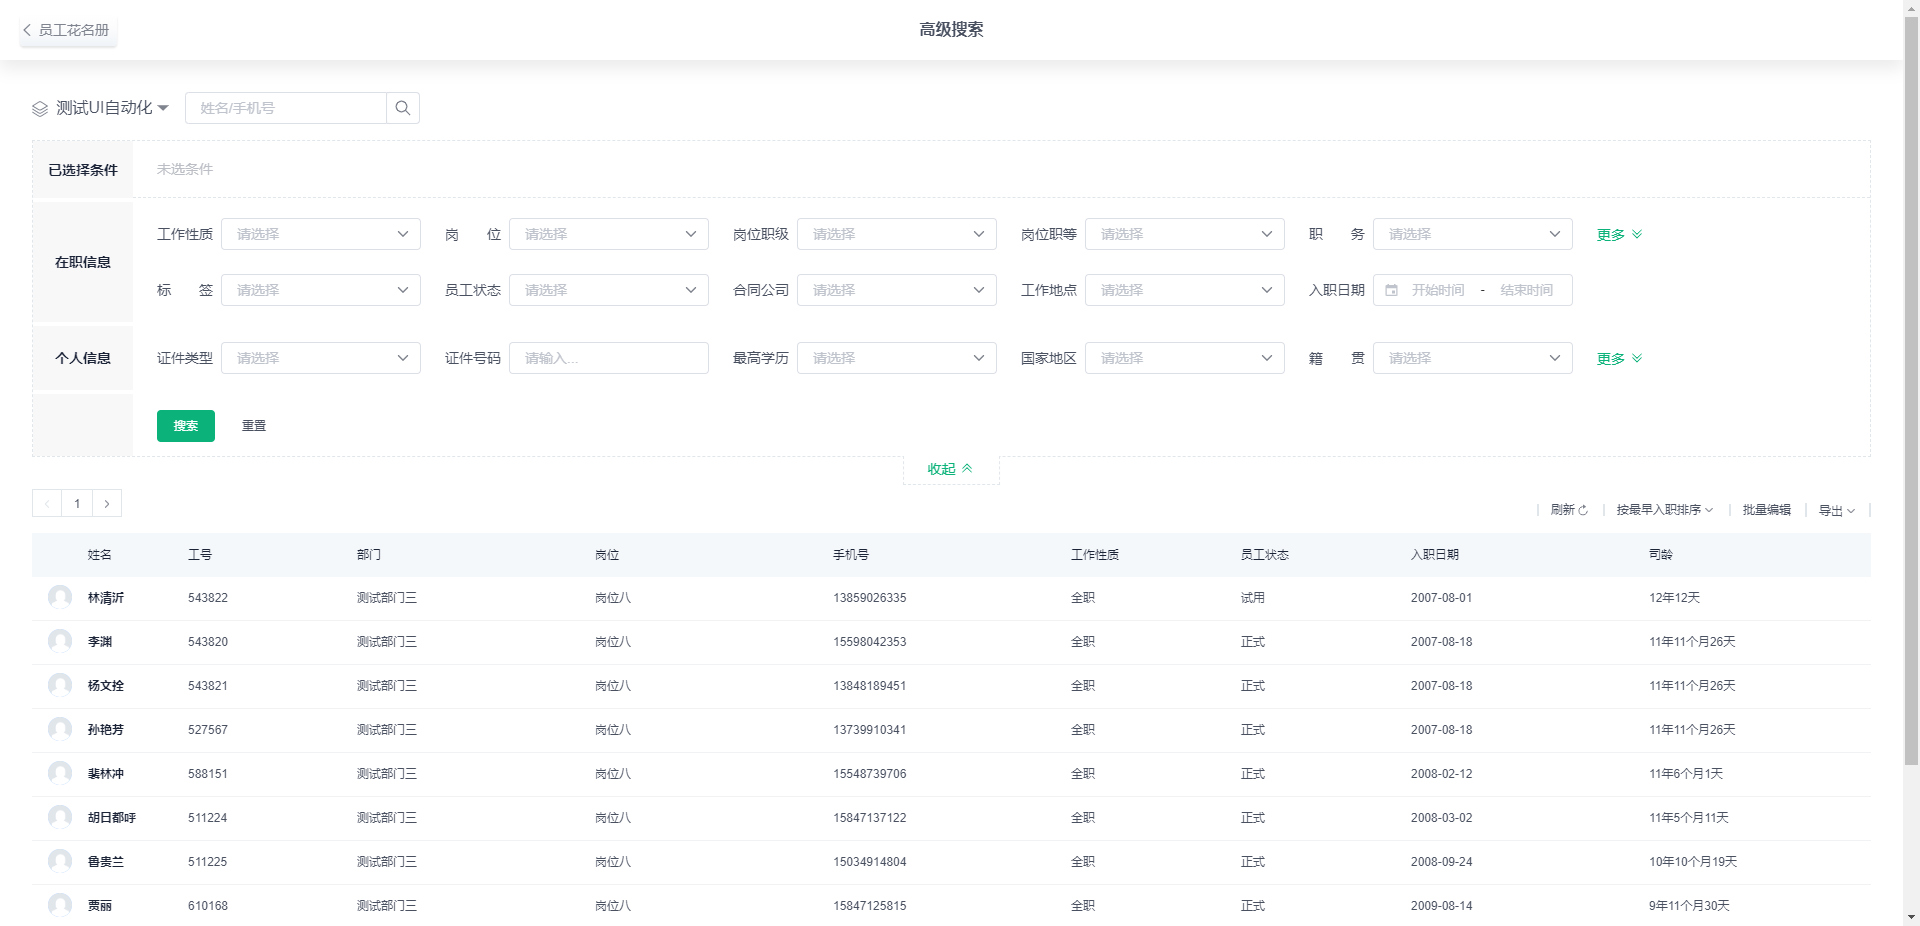 员工花名册
高级搜索
测试UI自动化 姓名/手机号
已选择条件 未选条件
在职信息
工作性质 请选择 岗 位 请选择 岗位职级 请选择 岗位职等 请选择 职 务 请选择 更多
标 签 请选择 员工状态 请选择 合同公司 请选择 工作地点 请选择 入职日期 开始时间 - 结束时间
个人信息 证件类型 请选择 证件号码 请输入... 最高学历 请选择 国家地区 请选择 籍 贯 请选择 更多
搜索 重置
收起
1
刷新 按最早入职排序 批量编辑 导出
姓名 工号 部门 岗位 手机号 工作性质 员工状态 入职日期 司龄
林清沂 543822 测试部门三 岗位八 13859026335 全职 试用 2007-08-01 12年12天
李渊 543820 测试部门三 岗位八 15598042353 全职 正式 2007-08-18 11年11个月26天
杨文拴 543821 测试部门三 岗位八 13848189451 全职 正式 2007-08-18 11年11个月26天
孙艳芳 527567 测试部门三 岗位八 13739910341 全职 正式 2007-08-18 11年11个月26天
裴林冲 588151 测试部门三 岗位八 15548739706 全职 正式 2008-02-12 11年6个月1天
胡日都呼 511224 测试部门三 岗位八 15847137122 全职 正式 2008-03-02 11年5个月11天
鲁贵兰 511225 测试部门三 岗位八 15034914804 全职 正式 2008-09-24 10年10个月19天
贾丽 610168 测试部门三 岗位八 15847125815 全职 正式 2009-08-14 9年11个月30天